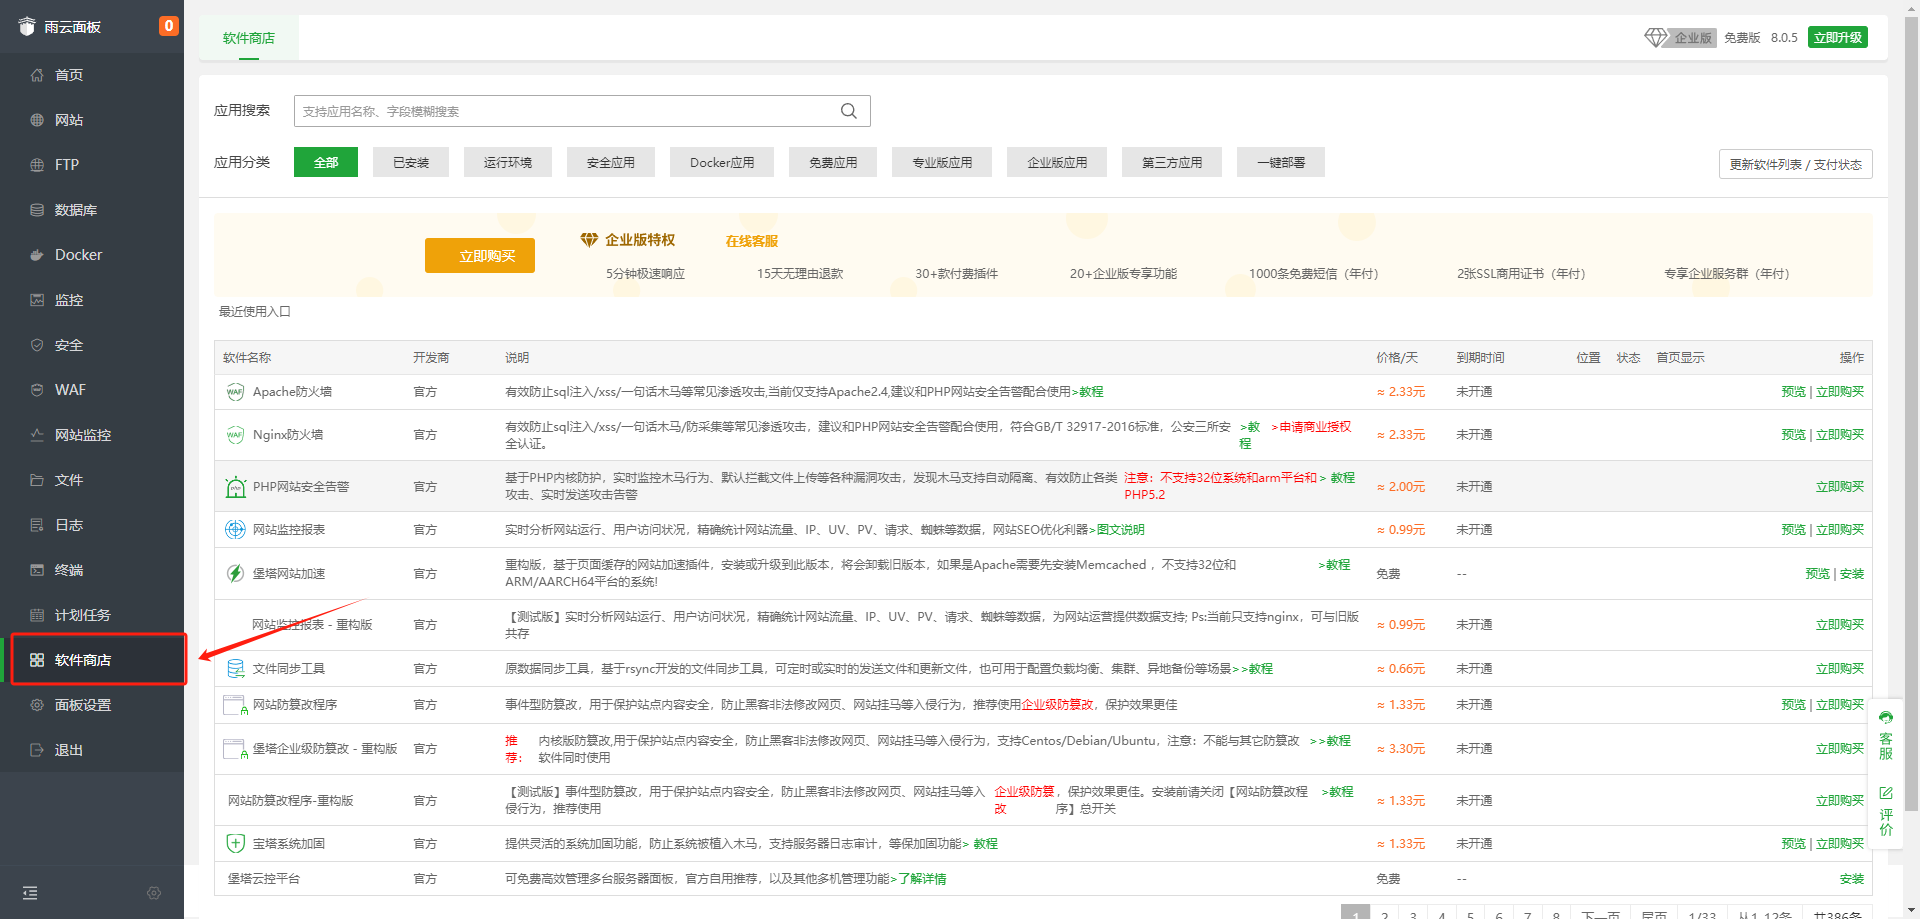 雨云面板
0
首页
网站
FTP
数据库
Docker
监控
安全
WAF
网站监控
文件
日志
终端
计划任务
软件商店
面板设置
退出
软件商店
企业版 免费版 8.0.5 立即升级
应用搜索 支持应用名称、字段模糊搜索
应用分类 全部 已安装 运行环境 安全应用 Docker应用 免费应用 专业版应用 企业版应用 第三方应用 一键部署 更新软件列表 / 支付状态
立即购买
企业版特权 在线客服
5分钟极速响应 15天无理由退款 30+款付费插件 20+企业版专享功能 1000条免费短信（年付） 2张SSL商用证书（年付） 专享企业服务群（年付）
最近使用入口
软件名称 开发商 说明 价格/天 到期时间 位置 状态 首页显示 操作
WAF Apache防火墙 官方 有效防止sql注入/xss/一句话木马等常见渗透攻击,当前仅支持Apache2.4,建议和PHP网站安全告警配合使用>教程 ≈ 2.33元 未开通 预览 | 立即购买
WAF Nginx防火墙 官方 有效防止sql注入/xss/一句话木马/防采集等常见渗透攻击，建议和PHP网站安全告警配合使用，符合GB/T 32917-2016标准，公安三所安 >教 >申请商业授权 ≈ 2.33元 未开通 预览 | 立即购买
全认证。 程
PHP网站安全告警 官方 基于PHP内核防护，实时监控木马行为、默认拦截文件上传等各种漏洞攻击，发现木马支持自动隔离、有效防止各类 注意：不支持32位系统和arm平台和 > 教程 ≈ 2.00元 未开通 立即购买
攻击、实时发送攻击告警 PHP5.2
网站监控报表 官方 实时分析网站运行、用户访问状况，精确统计网站流量、IP、UV、PV、请求、蜘蛛等数据，网站SEO优化利器>图文说明 ≈ 0.99元 未开通 预览 | 立即购买
堡塔网站加速 官方 重构版，基于页面缓存的网站加速插件，安装或升级到此版本，将会卸载旧版本，如果是Apache需要先安装Memcached ，不支持32位和 >教程 免费 -- 预览 | 安装
ARM/AARCH64平台的系统!
网站监控报表 - 重构版 官方 【测试版】实时分析网站运行、用户访问状况，精确统计网站流量、IP、UV、PV、请求、蜘蛛等数据，为网站运营提供数据支持; Ps:当前只支持nginx，可与旧版 ≈ 0.99元 未开通 立即购买
共存
文件同步工具 官方 原数据同步工具，基于rsync开发的文件同步工具，可定时或实时的发送文件和更新文件，也可用于配置负载均衡、集群、异地备份等场景>>教程 ≈ 0.66元 未开通 立即购买
网站防篡改程序 官方 事件型防篡改，用于保护站点内容安全，防止黑客非法修改网页、网站挂马等入侵行为，推荐使用企业级防篡改，保护效果更佳 ≈ 1.33元 未开通 预览 | 立即购买
堡塔企业级防篡改 - 重构版 官方 推 内核版防篡改,用于保护站点内容安全，防止黑客非法修改网页、网站挂马等入侵行为，支持Centos/Debian/Ubuntu，注意：不能与其它防篡改 >>教程 ≈ 3.30元 未开通 立即购买
荐： 软件同时使用
网站防篡改程序-重构版 官方 【测试版】事件型防篡改，用于保护站点内容安全，防止黑客非法修改网页、网站挂马等入 企业级防篡 ，保护效果更佳。安装前请关闭【网站防篡改程 >教程 ≈ 1.33元 未开通 立即购买
侵行为，推荐使用 改 序】总开关
宝塔系统加固 官方 提供灵活的系统加固功能，防止系统被植入木马，支持服务器日志审计，等保加固功能> 教程 ≈ 1.33元 未开通 预览 | 立即购买
堡塔云控平台 官方 可免费高效管理多台服务器面板，官方自用推荐，以及其他多机管理功能>了解详情 免费 -- 安装
1 2 3 4 5 6 7 8 下一页 尾页 1/33 从1-12条 共386条
客服
评价